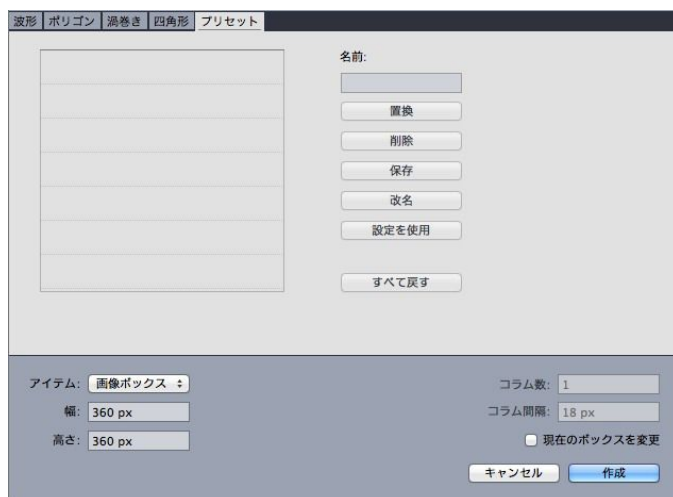 波形 ポリゴン 渦巻き 四角形 プリセット
名前:
置換
削除
保存
改名
設定を使用
すべて戻す
アイテム: 画像ボックス
幅: 360 px
高さ: 360 px
コラム数: 1
コラム間隔: 18 px
現在のボックスを変更
キャンセル 作成